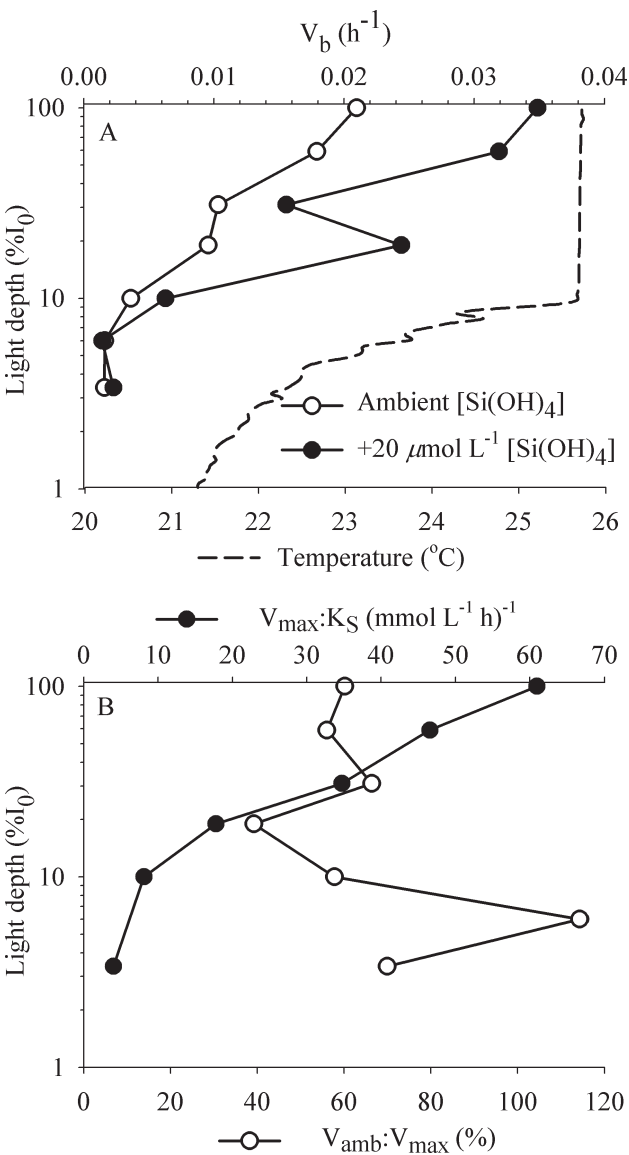 V_b (h^-1)
0.00 0.01 0.02 0.03 0.04
A
100
10
1
Light depth (%I_0)
Ambient [Si(OH)_4]
+20 μmol L^-1 [Si(OH)_4]
20 21 22 23 24 25 26
Temperature (°C)
V_max:K_S (mmol L^-1 h)^-1
0 10 20 30 40 50 60 70
B
100
10
1
Light depth (%I_0)
0 20 40 60 80 100 120
V_amb:V_max (%)